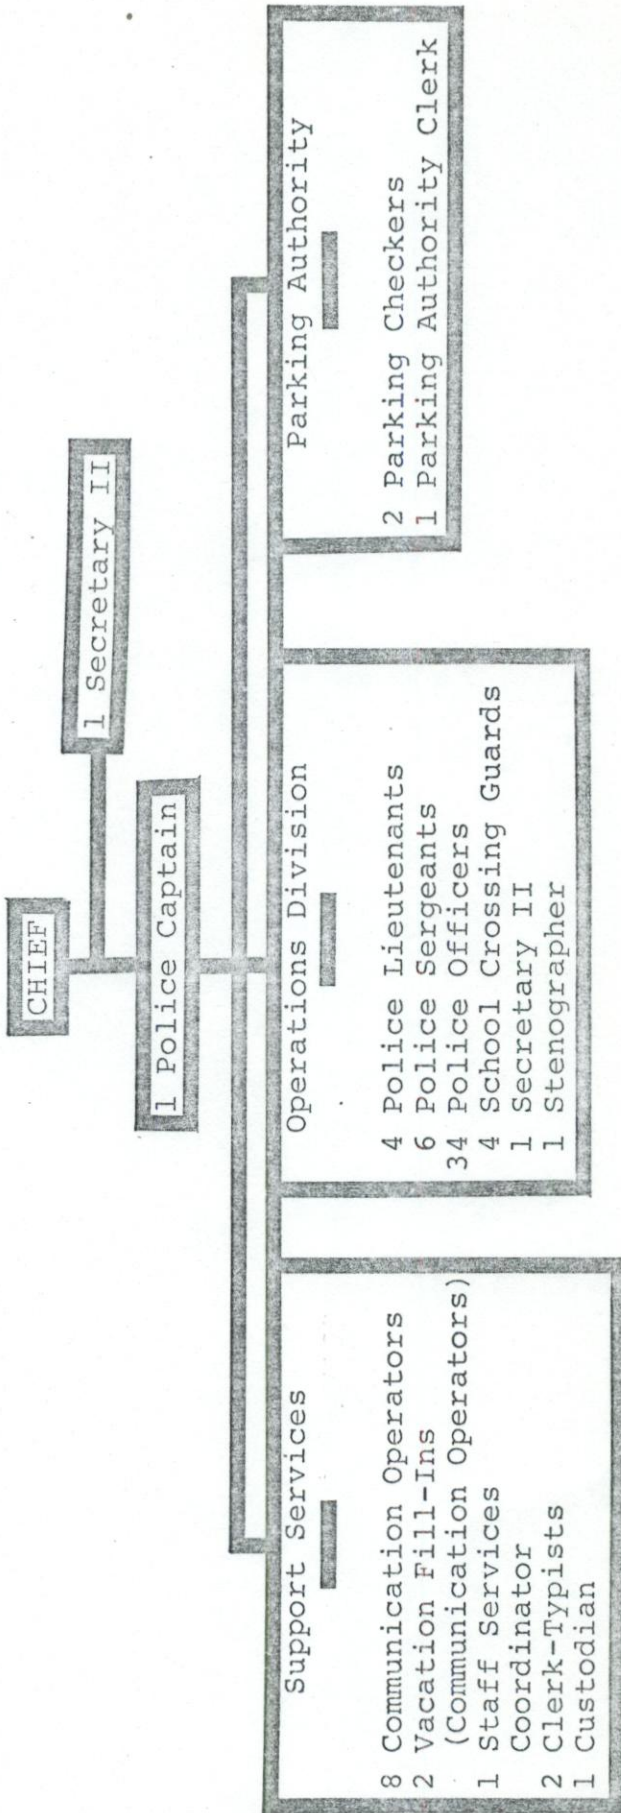 CHIEF
1 Secretary II
1 Police Captain
Support Services
8 Communication Operators
2 Vacation Fill-Ins
(Communication Operators)
1 Staff Services
Coordinator
2 Clerk-Typists
1 Custodian
Operations Division
4 Police Lieutenants
6 Police Sergeants
34 Police Officers
4 School Crossing Guards
1 Secretary II
1 Stenographer
Parking Authority
2 Parking Checkers
1 Parking Authority Clerk